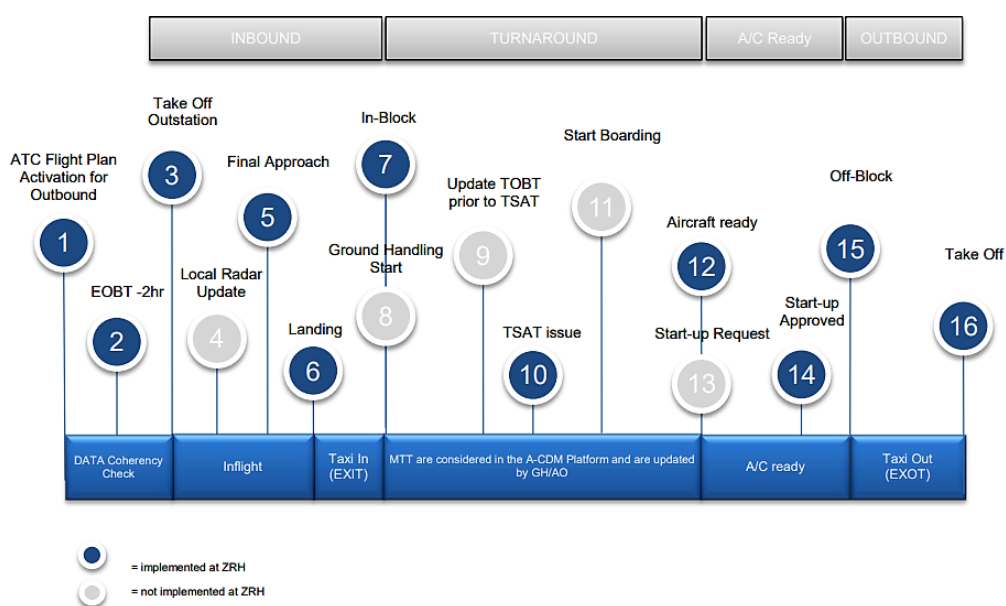 INBOUND
TURNAROUND
A/C Ready
OUTBOUND
Take Off
Outstation
In-Block
Start Boarding
ATC Flight Plan
Activation for
Outbound
3
Final Approach
7
Update TOBT
prior to TSAT
11
Off-Block
1
5
Ground Handling
Start
9
Aircraft ready
12
15
Take Off
EOBT -2hr
Local Radar
Update
8
Landing
TSAT issue
Start-up Request
Start-up
Approved
2
4
6
10
13
14
16
DATA Coherency
Check
Inflight
Taxi In
(EXIT)
MTT are considered in the A-CDM Platform and are updated
by GH/AO
A/C ready
Taxi Out
(EXOT)
= implemented at ZRH
= not implemented at ZRH